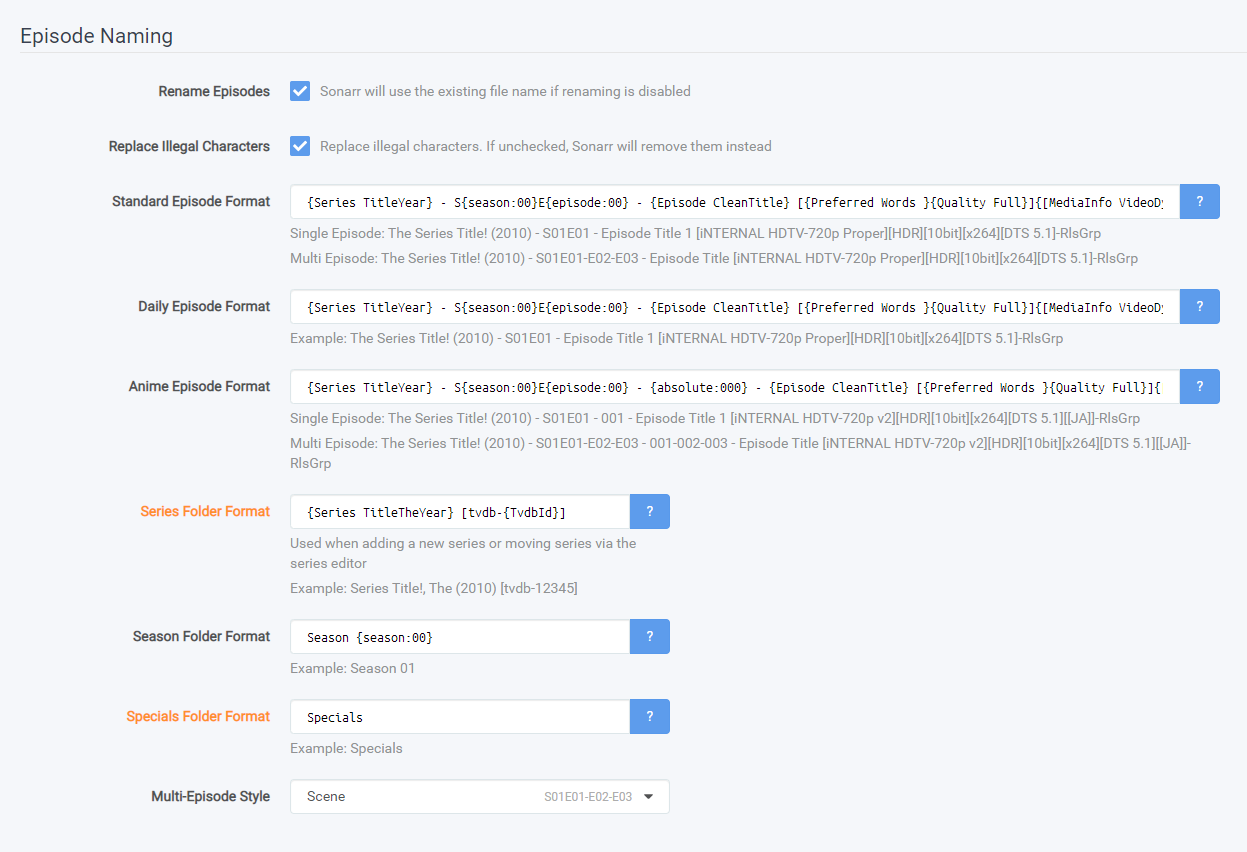 Episode Naming
Rename Episodes
Sonarr will use the existing file name if renaming is disabled
Replace Illegal Characters
Replace illegal characters. If unchecked, Sonarr will remove them instead
Standard Episode Format
{Series TitleYear} - S{season:00}E{episode:00} - {Episode CleanTitle} [{Preferred Words }{Quality Full}]{[MediaInfo VideoDy
?
Single Episode: The Series Title! (2010) - S01E01 - Episode Title 1 [iNTERNAL HDTV-720p Proper][HDR][10bit][x264][DTS 5.1]-RlsGrp
Multi Episode: The Series Title! (2010) - S01E01-E02-E03 - Episode Title [iNTERNAL HDTV-720p Proper][HDR][10bit][x264][DTS 5.1]-RlsGrp
Daily Episode Format
{Series TitleYear} - S{season:00}E{episode:00} - {Episode CleanTitle} [{Preferred Words }{Quality Full}]{[MediaInfo VideoDy
?
Example: The Series Title! (2010) - S01E01 - Episode Title 1 [iNTERNAL HDTV-720p Proper][HDR][10bit][x264][DTS 5.1]-RlsGrp
Anime Episode Format
{Series TitleYear} - S{season:00}E{episode:00} - {absolute:000} - {Episode CleanTitle} [{Preferred Words }{Quality Full}]{
?
Single Episode: The Series Title! (2010) - S01E01 - 001 - Episode Title 1 [iNTERNAL HDTV-720p v2][HDR][10bit][x264][DTS 5.1][[JA]]-RlsGrp
Multi Episode: The Series Title! (2010) - S01E01-E02-E03 - 001-002-003 - Episode Title [iNTERNAL HDTV-720p v2][HDR][10bit][x264][DTS 5.1][[JA]]-
RlsGrp
Series Folder Format
{Series TitleTheYear} [tvdb-{TvdbId}]
?
Used when adding a new series or moving series via the
series editor
Example: Series Title!, The (2010) [tvdb-12345]
Season Folder Format
Season {season:00}
?
Example: Season 01
Specials Folder Format
Specials
?
Example: Specials
Multi-Episode Style
Scene
S01E01-E02-E03